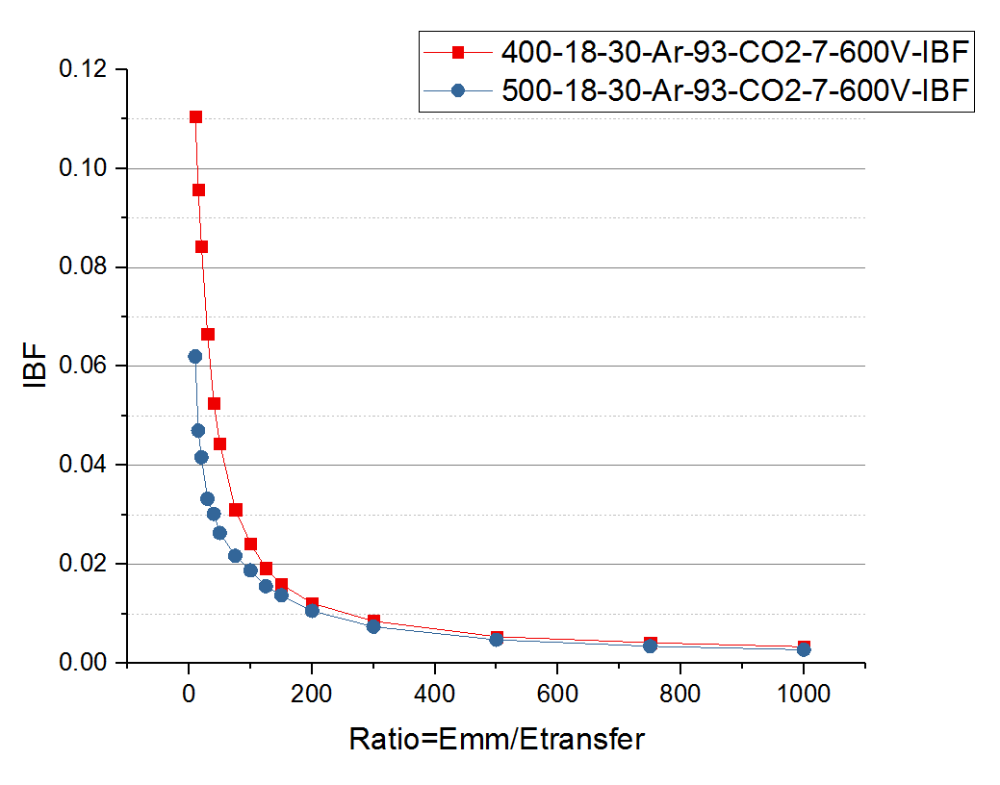 400-18-30-Ar-93-CO2-7-600V-IBF
500-18-30-Ar-93-CO2-7-600V-IBF
0.12
0.10
0.08
0.06
0.04
0.02
0.00
IBF
0 200 400 600 800 1000
Ratio=Emm/Etransfer